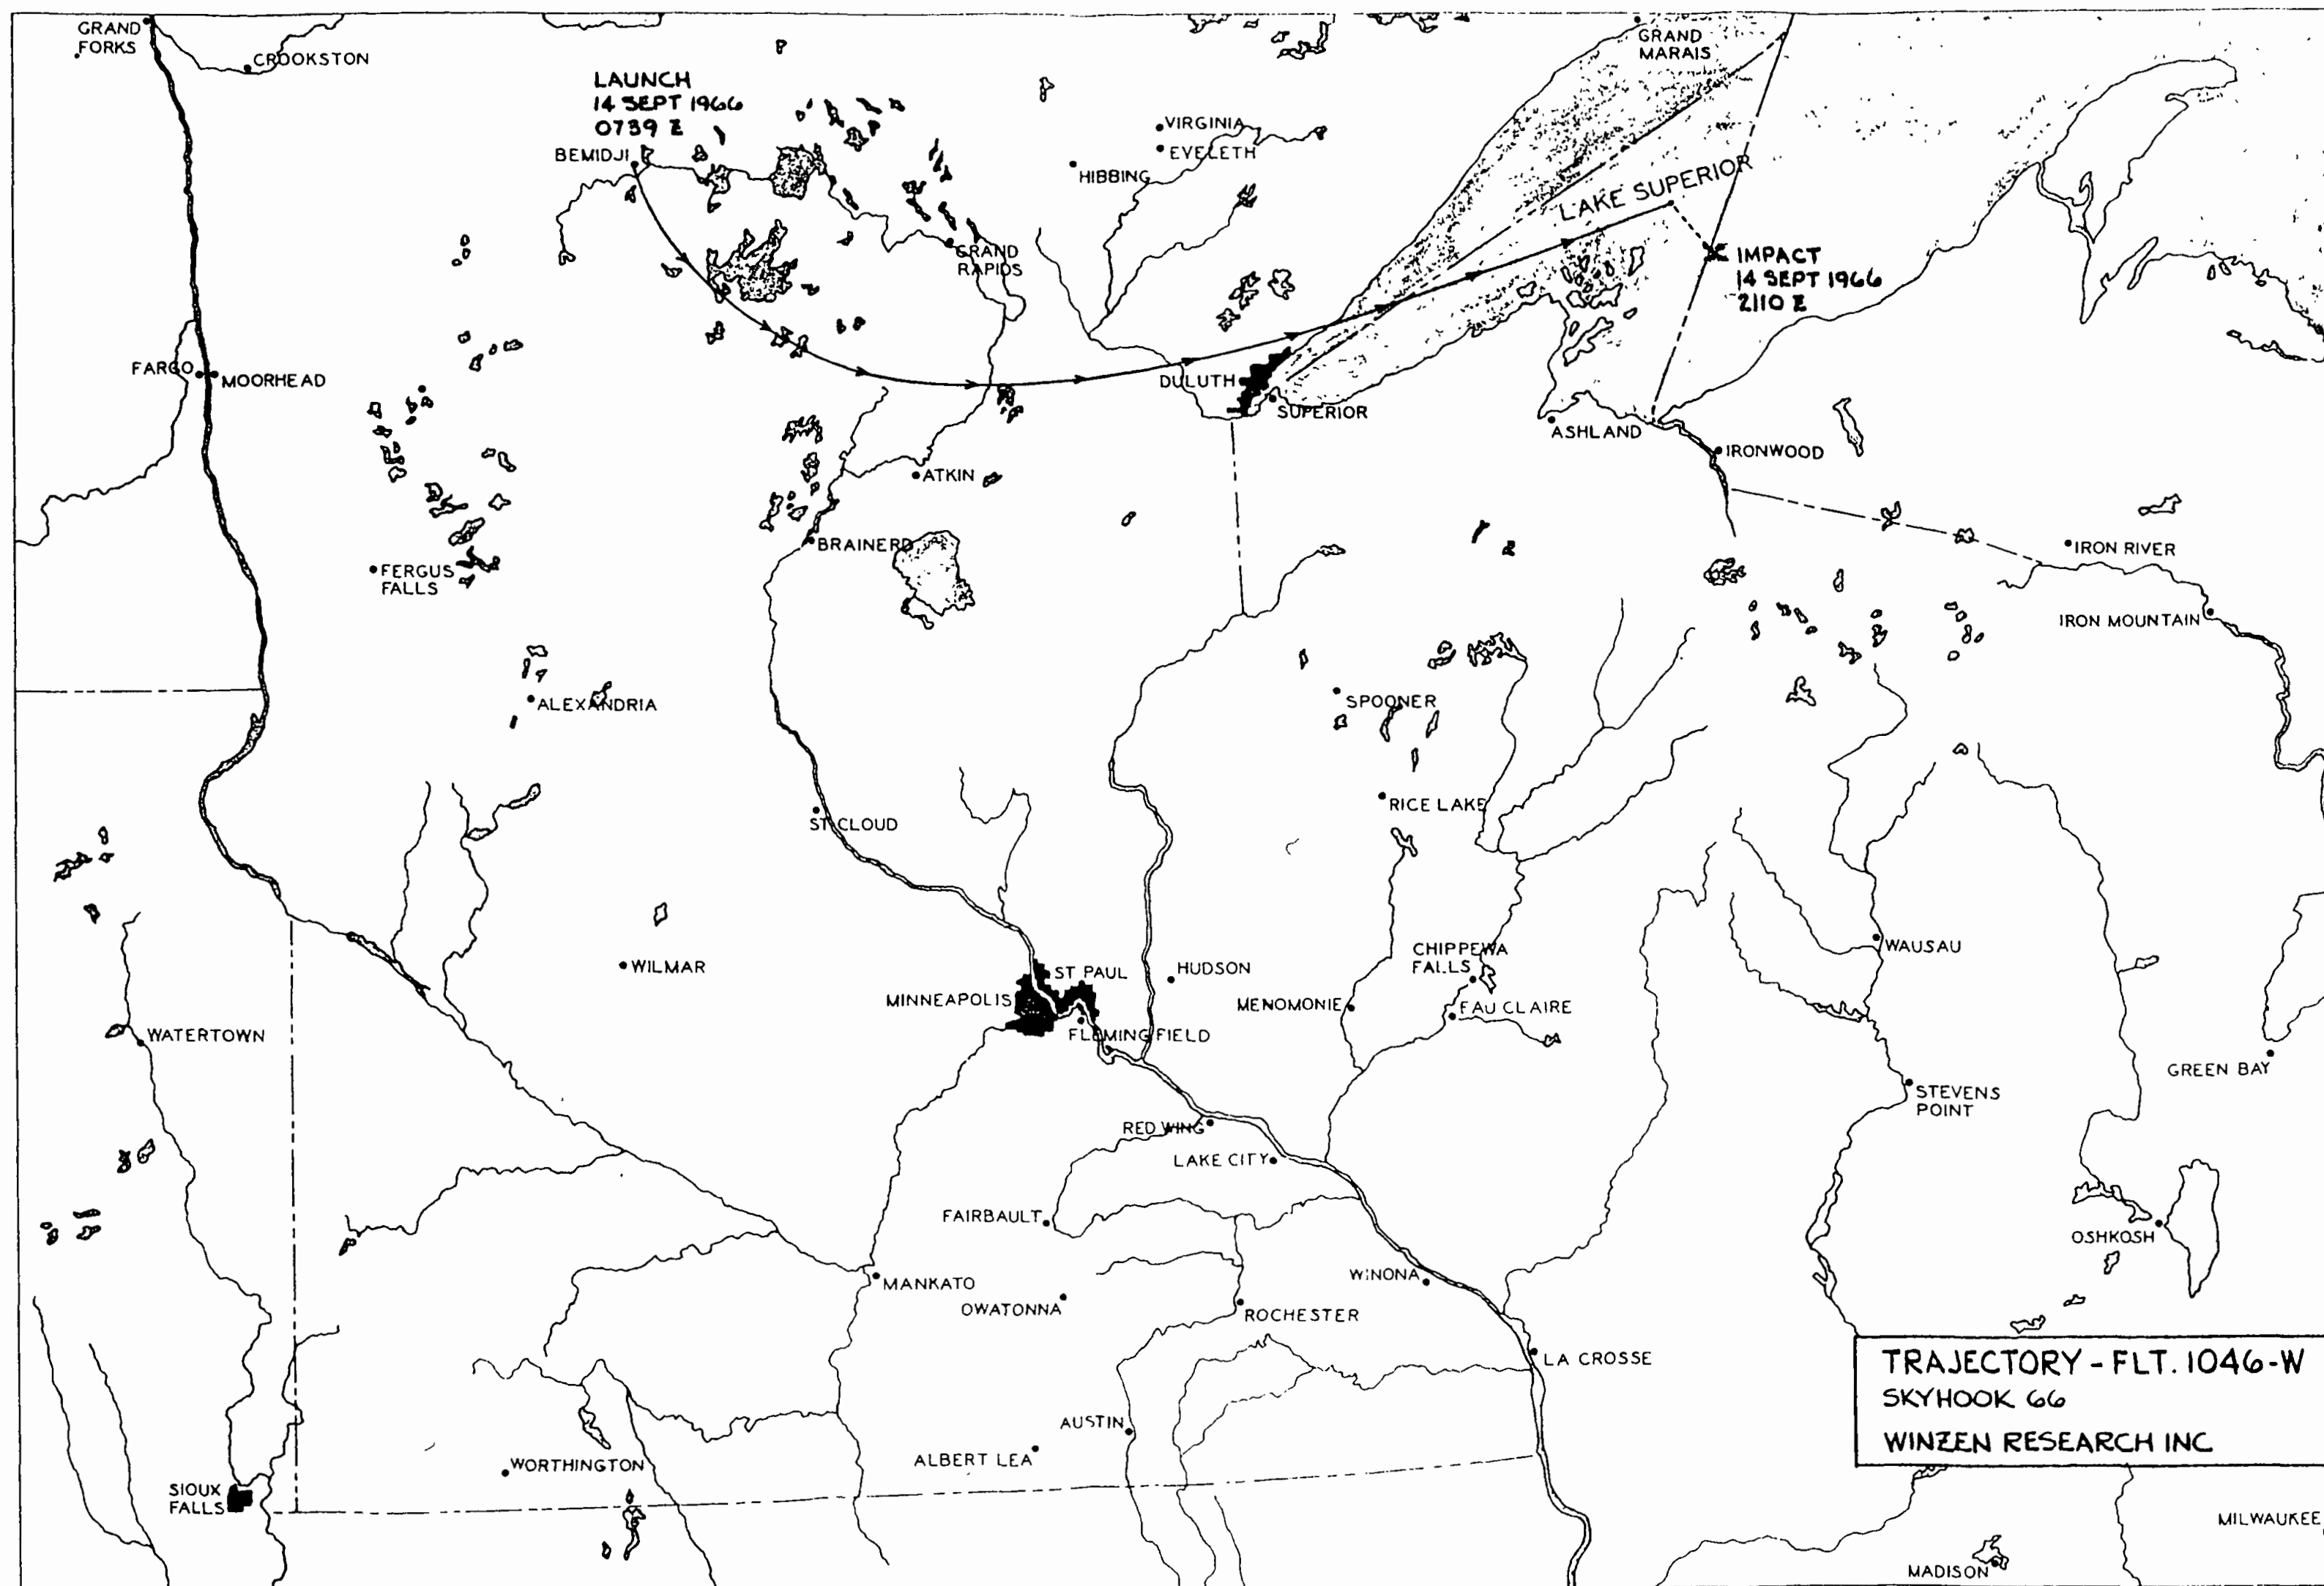 GRAND
FORKS
CROOKSTON
LAUNCH
14 SEPT 1966
0739 Z
BEMIDJI
VIRGINIA
EVELETH
HIBBING
GRAND
MARAIS
LAKE SUPERIOR
GRAND
RAPIDS
IMPACT
14 SEPT 1966
2110 Z
FARGO
MOORHEAD
DULUTH
SUPERIOR
ASHLAND
IRONWOOD
ATKIN
BRAINERD
FERGUS
FALLS
IRON RIVER
IRON MOUNTAIN
ALEXANDRIA
SPOONER
RICE LAKE
ST CLOUD
WILMAR
ST PAUL
MINNEAPOLIS
FLEMING FIELD
HUDSON
MENOMONIE
CHIPPEWA
FALLS
EAU CLAIRE
WAUSAU
WATERTOWN
GREEN BAY
STEVENS
POINT
RED WING
LAKE CITY
FAIRBAULT
OSHKOSH
MANKATO
OWATONNA
ROCHESTER
WINONA
LA CROSSE
TRAJECTORY - FLT. 1046-W
SKYHOOK 66
WINZEN RESEARCH INC
AUSTIN
ALBERT LEA
WORTHINGTON
SIOUX
FALLS
MILWAUKEE
MADISON